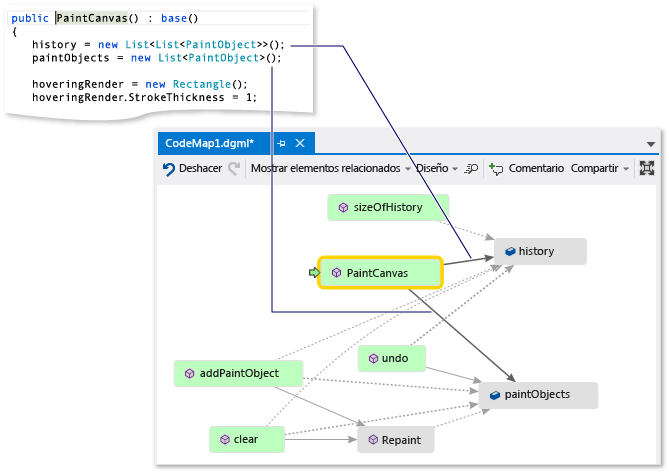 public PaintCanvas() : base()
{
history = new List<List<PaintObject>>();
paintObjects = new List<PaintObject>();
hoveringRender = new Rectangle();
hoveringRender.StrokeThickness = 1;
CodeMap1.dgml*
Deshacer Mostrar elementos relacionados Diseño Comentario Compartir
sizeOfHistory
history
PaintCanvas
undo
addPaintObject
paintObjects
clear
Repaint